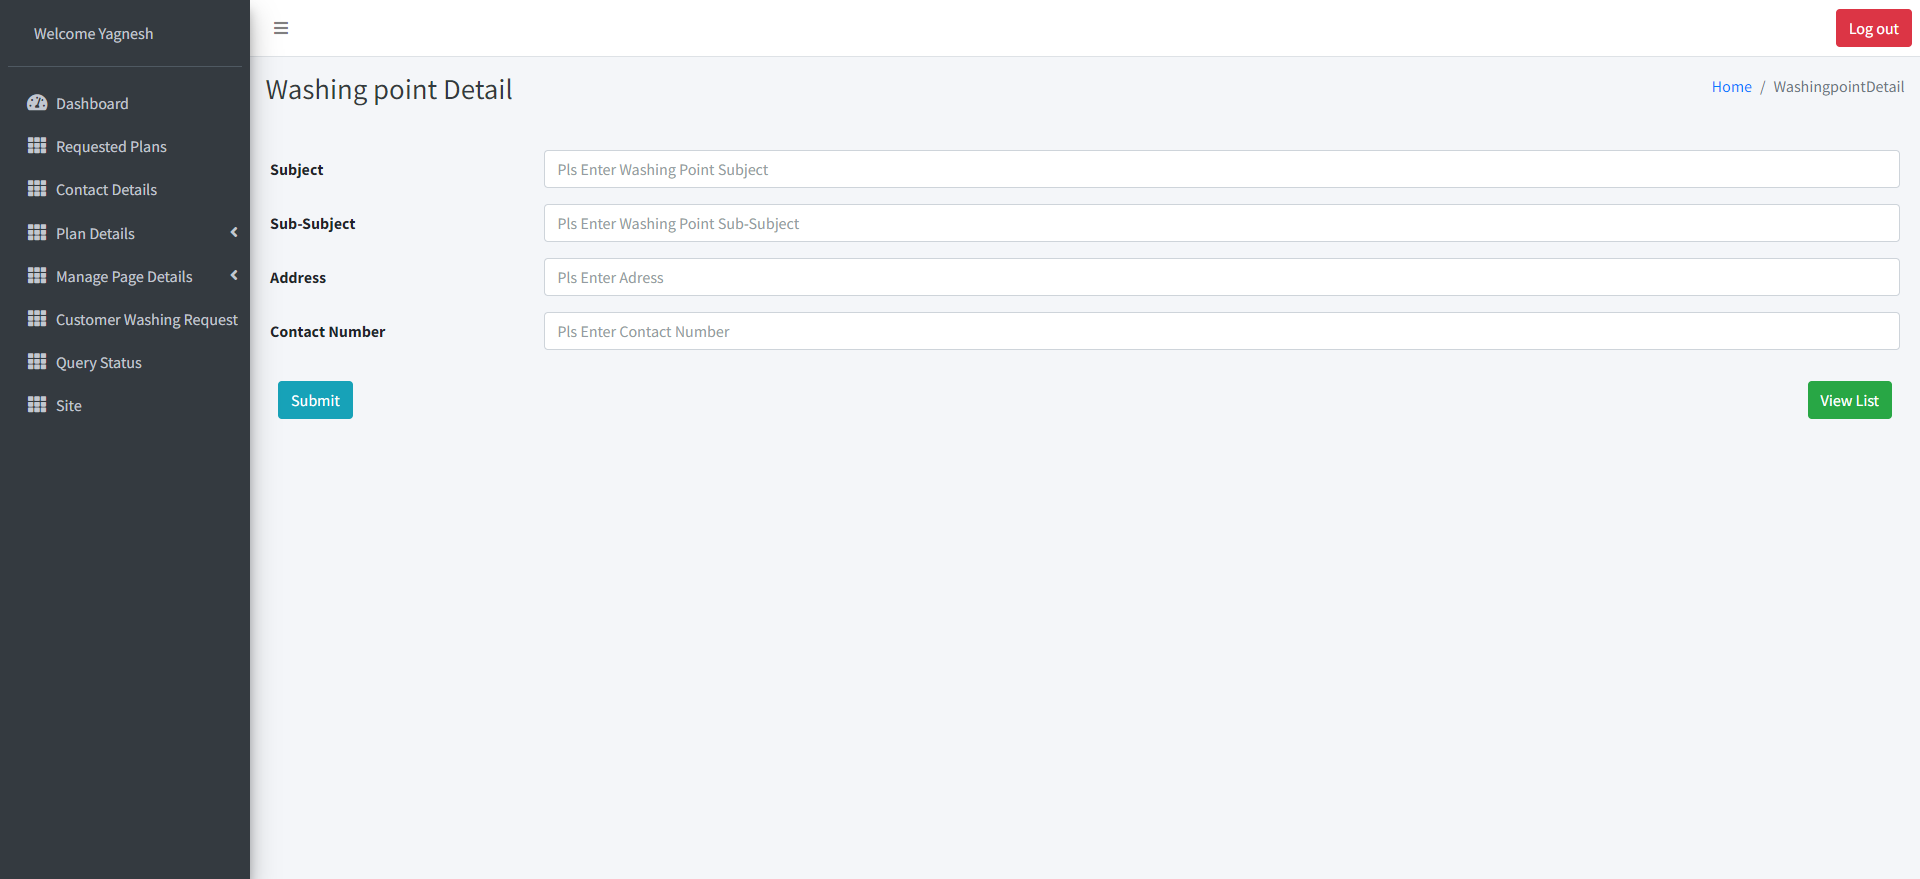 Welcome Yagnesh
Dashboard
Requested Plans
Contact Details
Plan Details
Manage Page Details
Customer Washing Request
Query Status
Site
Log out
Washing point Detail
Home / WashingpointDetail
Subject
Pls Enter Washing Point Subject
Sub-Subject
Pls Enter Washing Point Sub-Subject
Address
Pls Enter Adress
Contact Number
Pls Enter Contact Number
Submit
View List